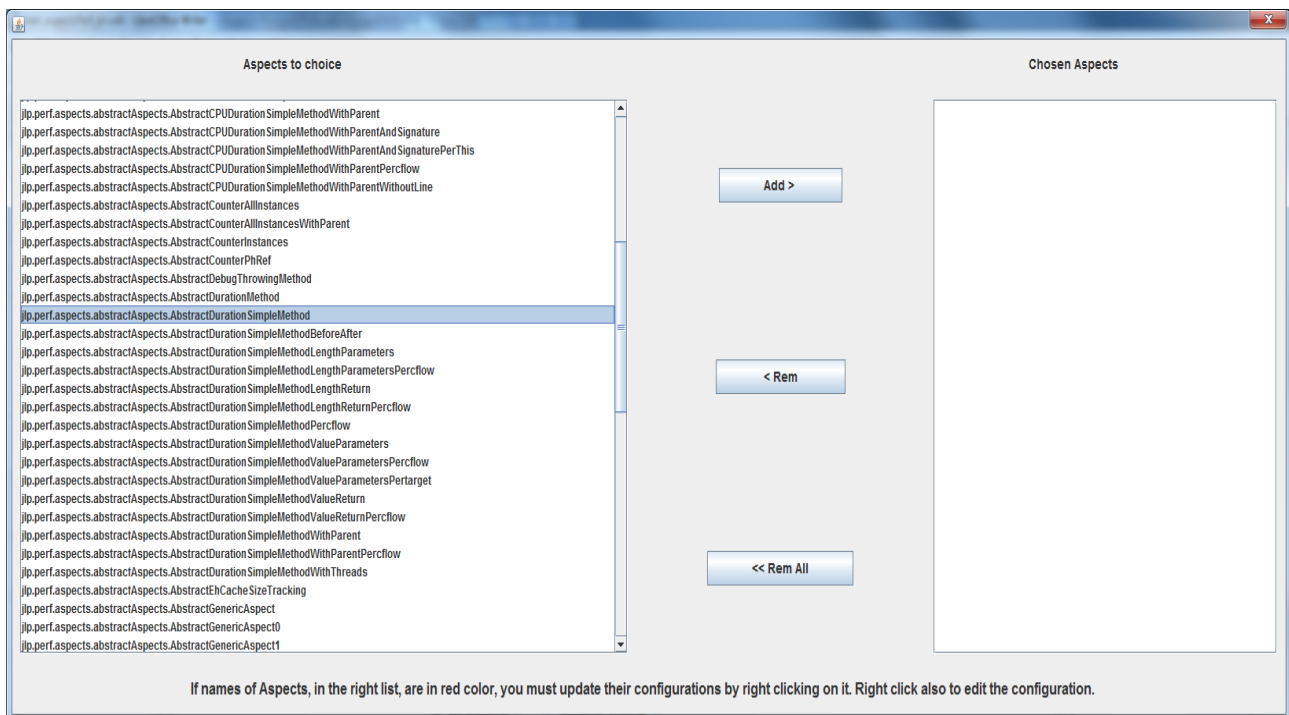 X
Aspects to choice
Chosen Aspects
jlp.perf.aspects.abstractAspects.AbstractCPUDurationSimpleMethodWithParent
jlp.perf.aspects.abstractAspects.AbstractCPUDurationSimpleMethodWithParentAndSignature
jlp.perf.aspects.abstractAspects.AbstractCPUDurationSimpleMethodWithParentAndSignaturePerThis
jlp.perf.aspects.abstractAspects.AbstractCPUDurationSimpleMethodWithParentPercflow
jlp.perf.aspects.abstractAspects.AbstractCPUDurationSimpleMethodWithParentWithoutLine
jlp.perf.aspects.abstractAspects.AbstractCounterAllInstances
jlp.perf.aspects.abstractAspects.AbstractCounterAllInstancesWithParent
jlp.perf.aspects.abstractAspects.AbstractCounterInstances
jlp.perf.aspects.abstractAspects.AbstractCounterPhRef
jlp.perf.aspects.abstractAspects.AbstractDebugThrowingMethod
jlp.perf.aspects.abstractAspects.AbstractDurationMethod
jlp.perf.aspects.abstractAspects.AbstractDurationSimpleMethod
jlp.perf.aspects.abstractAspects.AbstractDurationSimpleMethodBeforeAfter
jlp.perf.aspects.abstractAspects.AbstractDurationSimpleMethodLengthParameters
jlp.perf.aspects.abstractAspects.AbstractDurationSimpleMethodLengthParametersPercflow
jlp.perf.aspects.abstractAspects.AbstractDurationSimpleMethodLengthReturn
jlp.perf.aspects.abstractAspects.AbstractDurationSimpleMethodLengthReturnPercflow
jlp.perf.aspects.abstractAspects.AbstractDurationSimpleMethodPercflow
jlp.perf.aspects.abstractAspects.AbstractDurationSimpleMethodValueParameters
jlp.perf.aspects.abstractAspects.AbstractDurationSimpleMethodValueParametersPercflow
jlp.perf.aspects.abstractAspects.AbstractDurationSimpleMethodValueParametersPertarget
jlp.perf.aspects.abstractAspects.AbstractDurationSimpleMethodValueReturn
jlp.perf.aspects.abstractAspects.AbstractDurationSimpleMethodValueReturnPercflow
jlp.perf.aspects.abstractAspects.AbstractDurationSimpleMethodWithParent
jlp.perf.aspects.abstractAspects.AbstractDurationSimpleMethodWithParentPercflow
jlp.perf.aspects.abstractAspects.AbstractDurationSimpleMethodWithThreads
jlp.perf.aspects.abstractAspects.AbstractEhCacheSizeTracking
jlp.perf.aspects.abstractAspects.AbstractGenericAspect
jlp.perf.aspects.abstractAspects.AbstractGenericAspect0
jlp.perf.aspects.abstractAspects.AbstractGenericAspect1
Add >
< Rem
<< Rem All
If names of Aspects, in the right list, are in red color, you must update their configurations by right clicking on it. Right click also to edit the configuration.